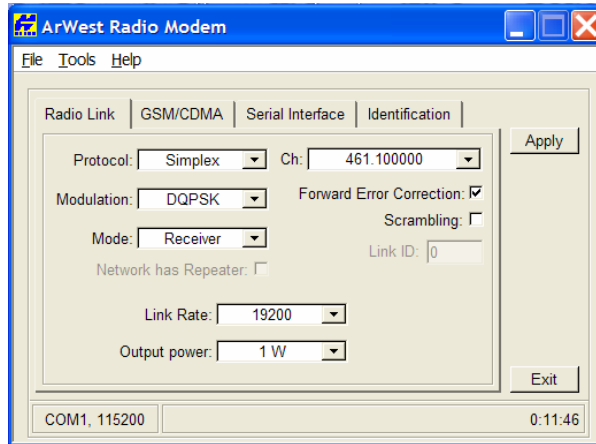 ArWest Radio Modem
File Tools Help
Radio Link GSM/CDMA Serial Interface Identification
Apply
Protocol: Simplex Ch: 461.100000
Modulation: DQPSK Forward Error Correction:
Scrambling:
Mode: Receiver
Link ID: 0
Network has Repeater:
Link Rate: 19200
Output power: 1 W
Exit
COM1, 115200 0:11:46